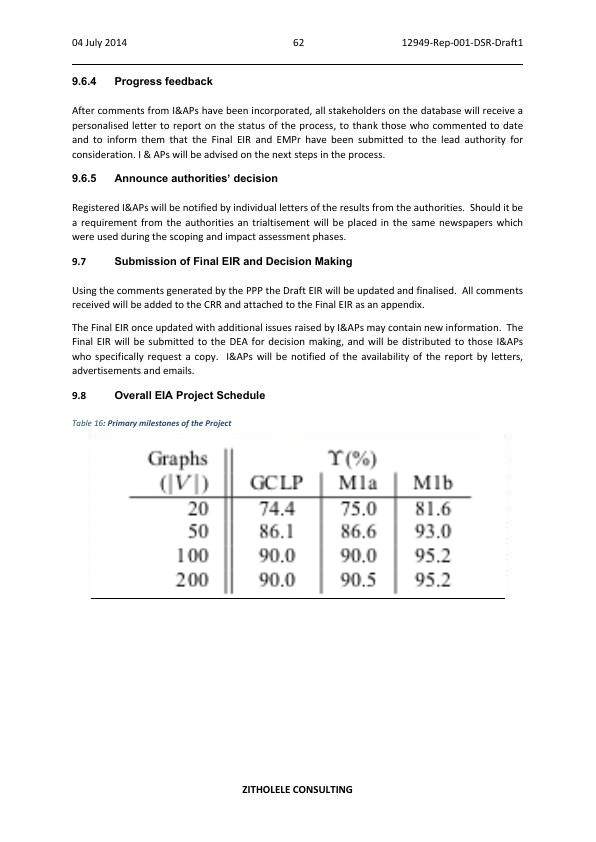 04 July 2014 62 12949-Rep-001-DSR-Draft1
9.6.4 Progress feedback
After comments from I&APs have been incorporated, all stakeholders on the database will receive a
personalised letter to report on the status of the process, to thank those who commented to date
and to inform them that the Final EIR and EMPr have been submitted to the lead authority for
consideration. I & APs will be advised on the next steps in the process.
9.6.5 Announce authorities' decision
Registered I&APs will be notified by individual letters of the results from the authorities. Should it be
a requirement from the authorities an trialtisement will be placed in the same newspapers which
were used during the scoping and impact assessment phases.
9.7 Submission of Final EIR and Decision Making
Using the comments generated by the PPP the Draft EIR will be updated and finalised. All comments
received will be added to the CRR and attached to the Final EIR as an appendix.
The Final EIR once updated with additional issues raised by I&APs may contain new information. The
Final EIR will be submitted to the DEA for decision making, and will be distributed to those I&APs
who specifically request a copy. I&APs will be notified of the availability of the report by letters,
advertisements and emails.
9.8 Overall EIA Project Schedule
Table 16: Primary milestones of the Project
Graphs ϒ(%)
(|V|) GCLP M1a M1b
20 74.4 75.0 81.6
50 86.1 86.6 93.0
100 90.0 90.0 95.2
200 90.0 90.5 95.2
ZITHOLELE CONSULTING